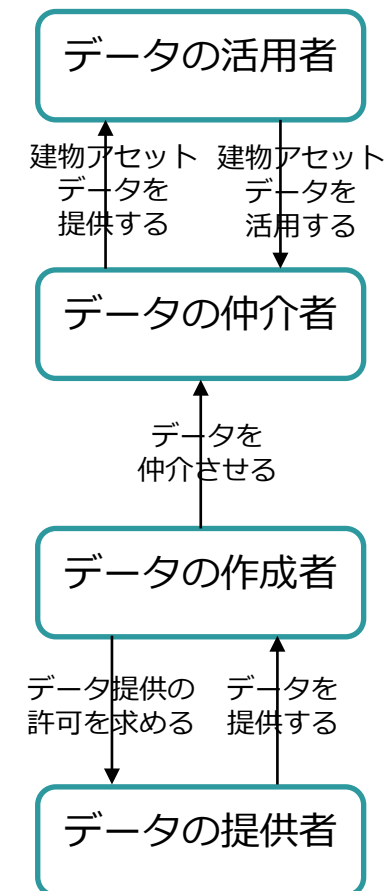 データの活用者
建物アセット
データを
提供する
建物アセット
データを
活用する
データの仲介者
データを
仲介させる
データの作成者
データ提供の
許可を求める
データを
提供する
データの提供者